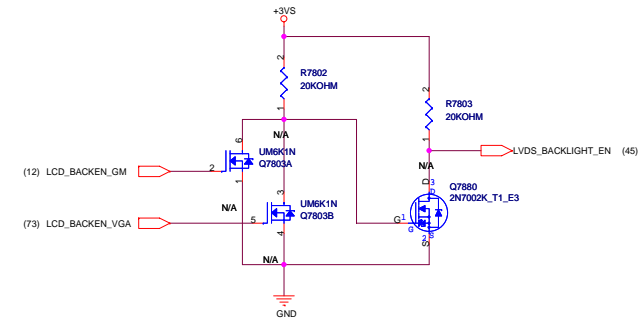 +3VS
2
R7802
20KOHM
1
2
R7803
20KOHM
1
N/A
6
UM6K1N
Q7803A
2
1
(12) LCD_BACKEN_GM
LVDS_BACKLIGHT_EN (45)
N/A
D 3
D
Q7880
2N7002K_T1_E3
N/A
3
UM6K1N
Q7803B
5
4
(73) LCD_BACKEN_VGA
G 1
G
2 S
S
N/A
GND